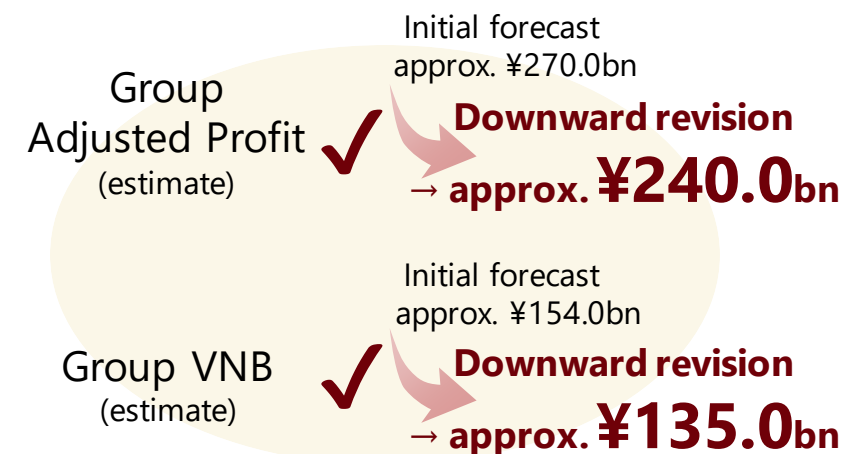 Initial forecast
approx. ¥270.0bn
Group
Adjusted Profit
(estimate)
Downward revision
→ approx. ¥240.0bn
Initial forecast
approx. ¥154.0bn
Group VNB
(estimate)
Downward revision
→ approx. ¥135.0bn